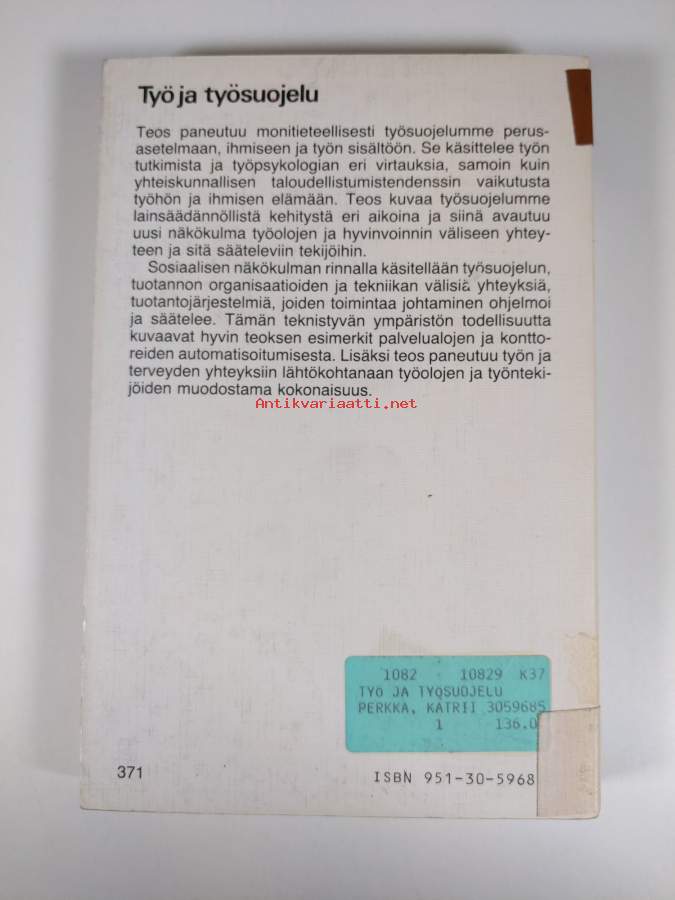 Työ ja työsuojelu
Teos paneutuu monitieteellisesti työsuojelumme perus-
asetelmaan, ihmiseen ja työn sisältöön. Se käsittelee työn
tutkimista ja työpsykologian eri virtauksia, samoin kuin
yhteiskunnallisen taloudellistumistendenssin vaikutusta
työhön ja ihmisen elämään. Teos kuvaa työsuojelumme
lainsäädännöllistä kehitystä eri aikoina ja siinä avautuu
uusi näkökulma työolojen ja hyvinvoinnin väliseen yhtey-
teen ja sitä sääteleviin tekijöihin.
Sosiaalisen näkökulman rinnalla käsitellään työsuojelun,
tuotannon organisaatioiden ja tekniikan välisiä yhteyksiä,
tuotantojärjestelmiä, joiden toimintaa johtaminen ohjelmoi
ja säätelee. Tämän teknistyvän ympäristön todellisuutta
kuvaavat hyvin teoksen esimerkit palvelualojen ja kontto-
reiden automatisoitumisesta. Lisäksi teos paneutuu työn ja
terveyden yhteyksiin lähtökohtanaan työolojen ja työnteki-
jöiden muodostama kokonaisuus.
Antikvariaatti.net
1082 10829 K37
TYÖ JA TYÖSUOJELU
PERKKA, KATRII 3059685
1 136.0
371
ISBN 951-30-5968